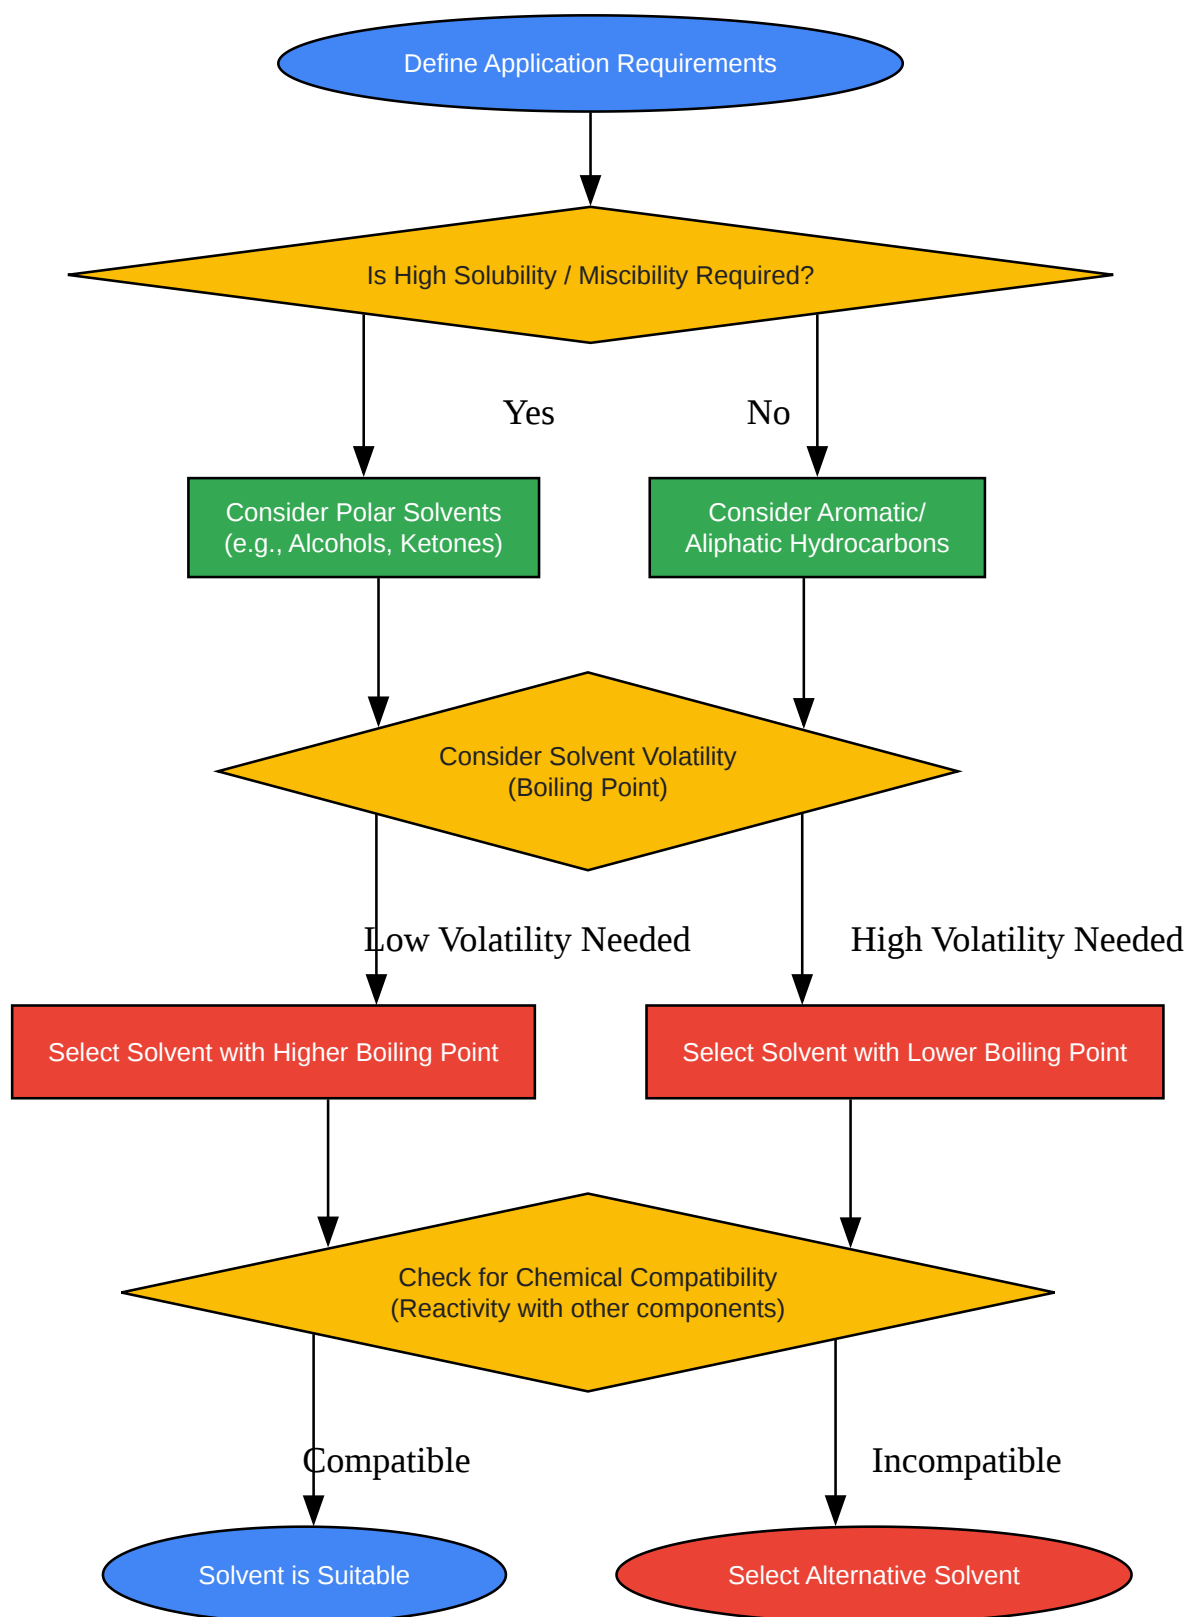 Define Application Requirements
Is High Solubility / Miscibility Required?
Yes
No
Consider Polar Solvents
(e.g., Alcohols, Ketones)
Consider Aromatic/
Aliphatic Hydrocarbons
Consider Solvent Volatility
(Boiling Point)
Low Volatility Needed
High Volatility Needed
Select Solvent with Higher Boiling Point
Select Solvent with Lower Boiling Point
Check for Chemical Compatibility
(Reactivity with other components)
Compatible
Incompatible
Solvent is Suitable
Select Alternative Solvent